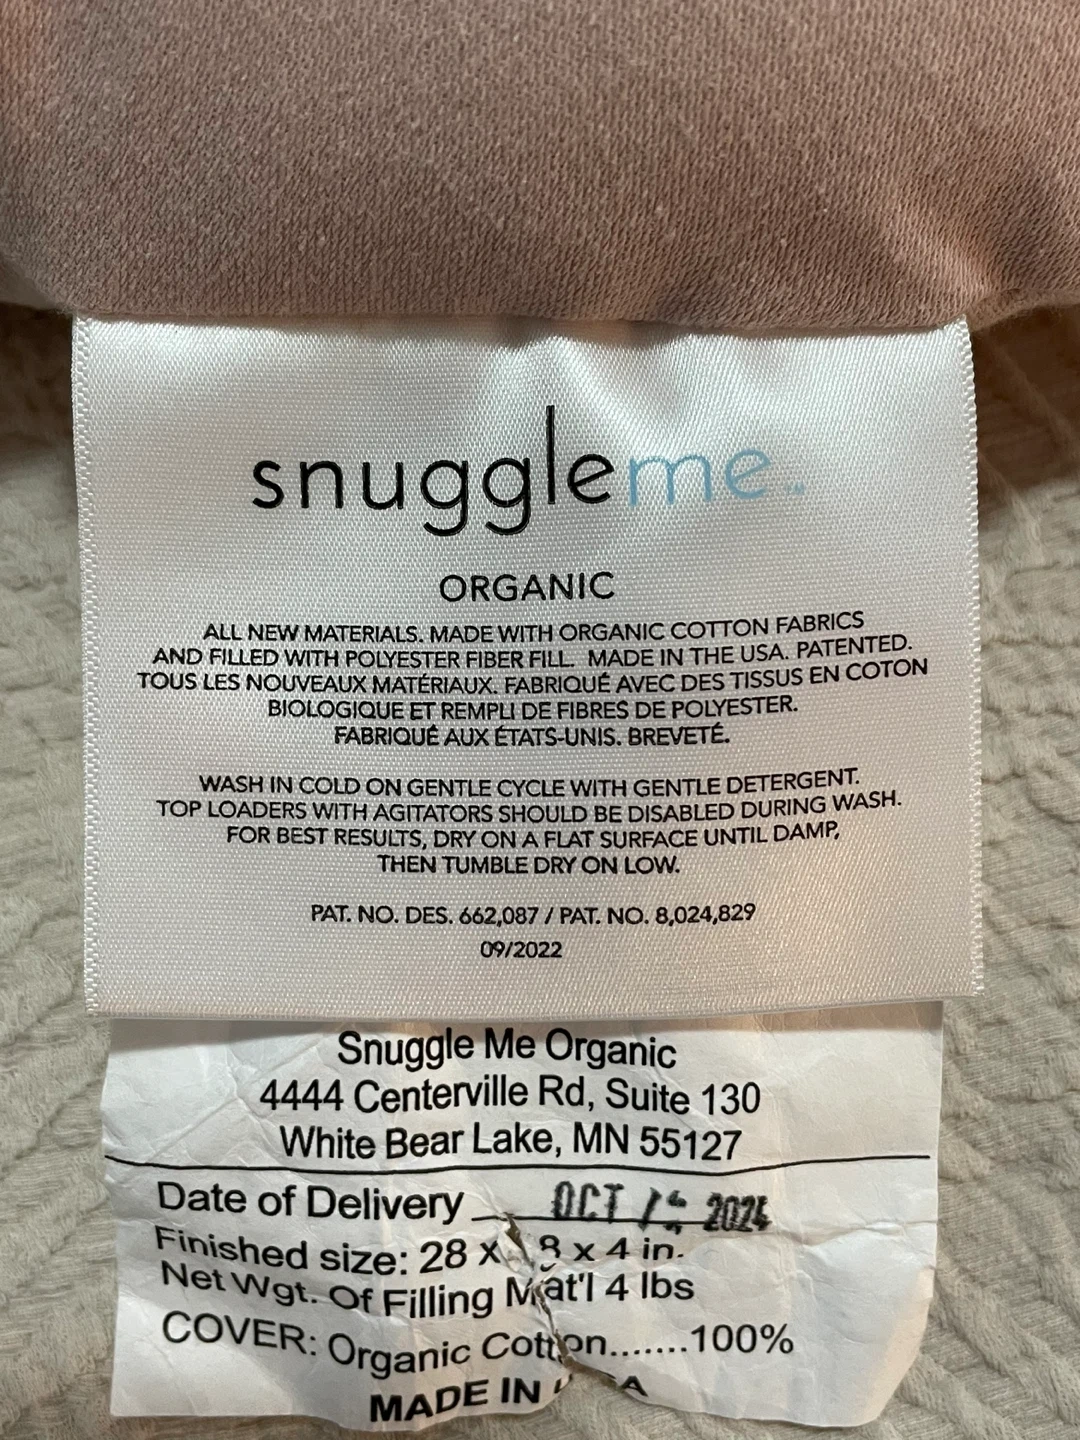 snuggleme™
ORGANIC
ALL NEW MATERIALS. MADE WITH ORGANIC COTTON FABRICS
AND FILLED WITH POLYESTER FIBER FILL. MADE IN THE USA. PATENTED.
TOUS LES NOUVEAUX MATÉRIAUX. FABRIQUÉ AVEC DES TISSUS EN COTON
BIOLOGIQUE ET REMPLI DE FIBRES DE POLYESTER.
FABRIQUÉ AUX ÉTATS-UNIS. BREVETÉ.
WASH IN COLD ON GENTLE CYCLE WITH GENTLE DETERGENT.
TOP LOADERS WITH AGITATORS SHOULD BE DISABLED DURING WASH.
FOR BEST RESULTS, DRY ON A FLAT SURFACE UNTIL DAMP,
THEN TUMBLE DRY ON LOW.
PAT. NO. DES. 662,087 / PAT. NO. 8,024,829
09/2022
Snuggle Me Organic
4444 Centerville Rd, Suite 130
White Bear Lake, MN 55127
Date of Delivery OCT
Finished size: 28 x x 4 in.
Net Wgt. Of Filling Mat'l 4 lbs
COVER: Organic Cotton.......100%
MADE IN